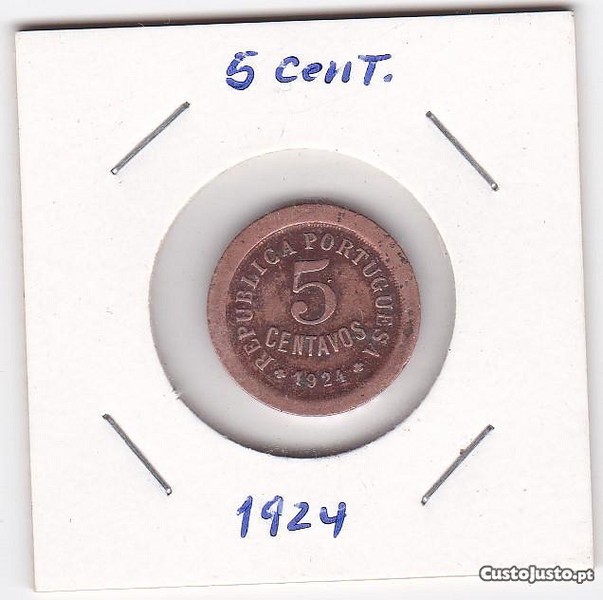 5 cenT.
REPUBLICA PORTUGUESA
5
CENTAVOS
* 1924 *
1924
CustoJusto.pt